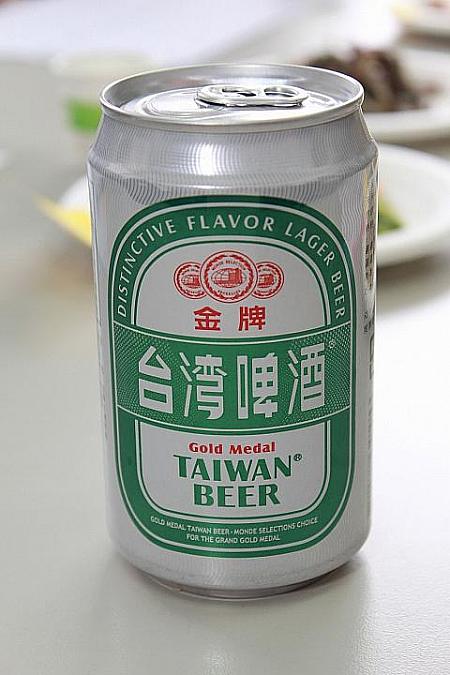 DISTINCTIVE FLAVOR LAGER BEER
金牌
台湾啤酒®
Gold Medal
TAIWAN®
BEER
GOLD MEDAL TAIWAN BEER - MONDE SELECTIONS CHOICE
FOR THE GRAND GOLD MEDAL